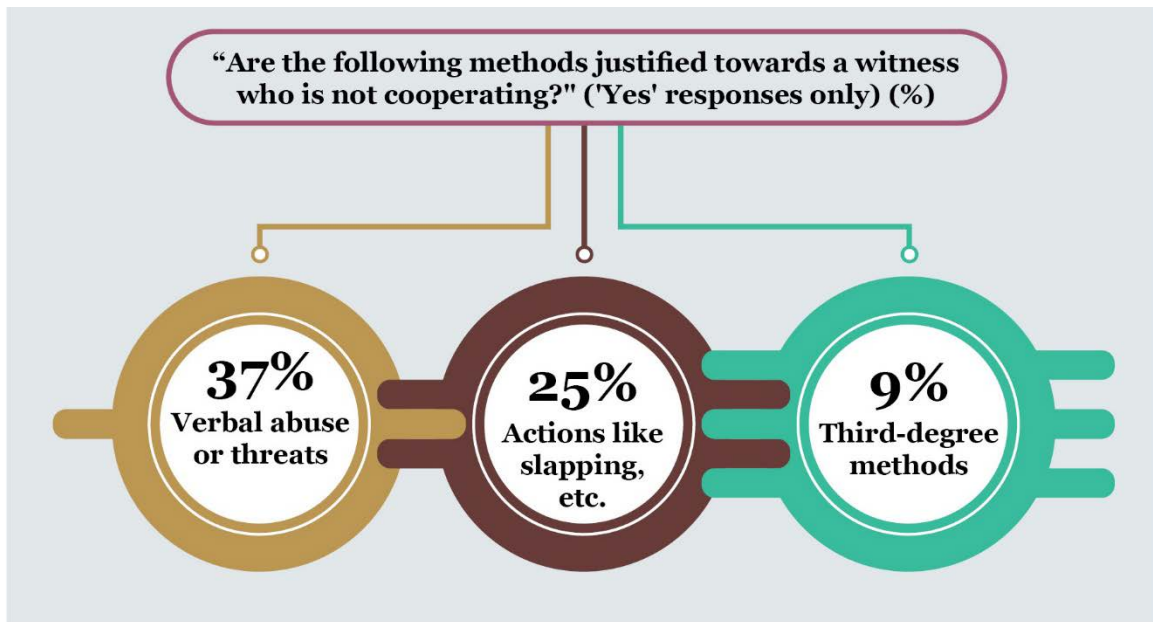 “Are the following methods justified towards a witness
who is not cooperating?" ('Yes' responses only) (%)
37%
Verbal abuse
or threats
25%
Actions like
slapping,
etc.
9%
Third-degree
methods